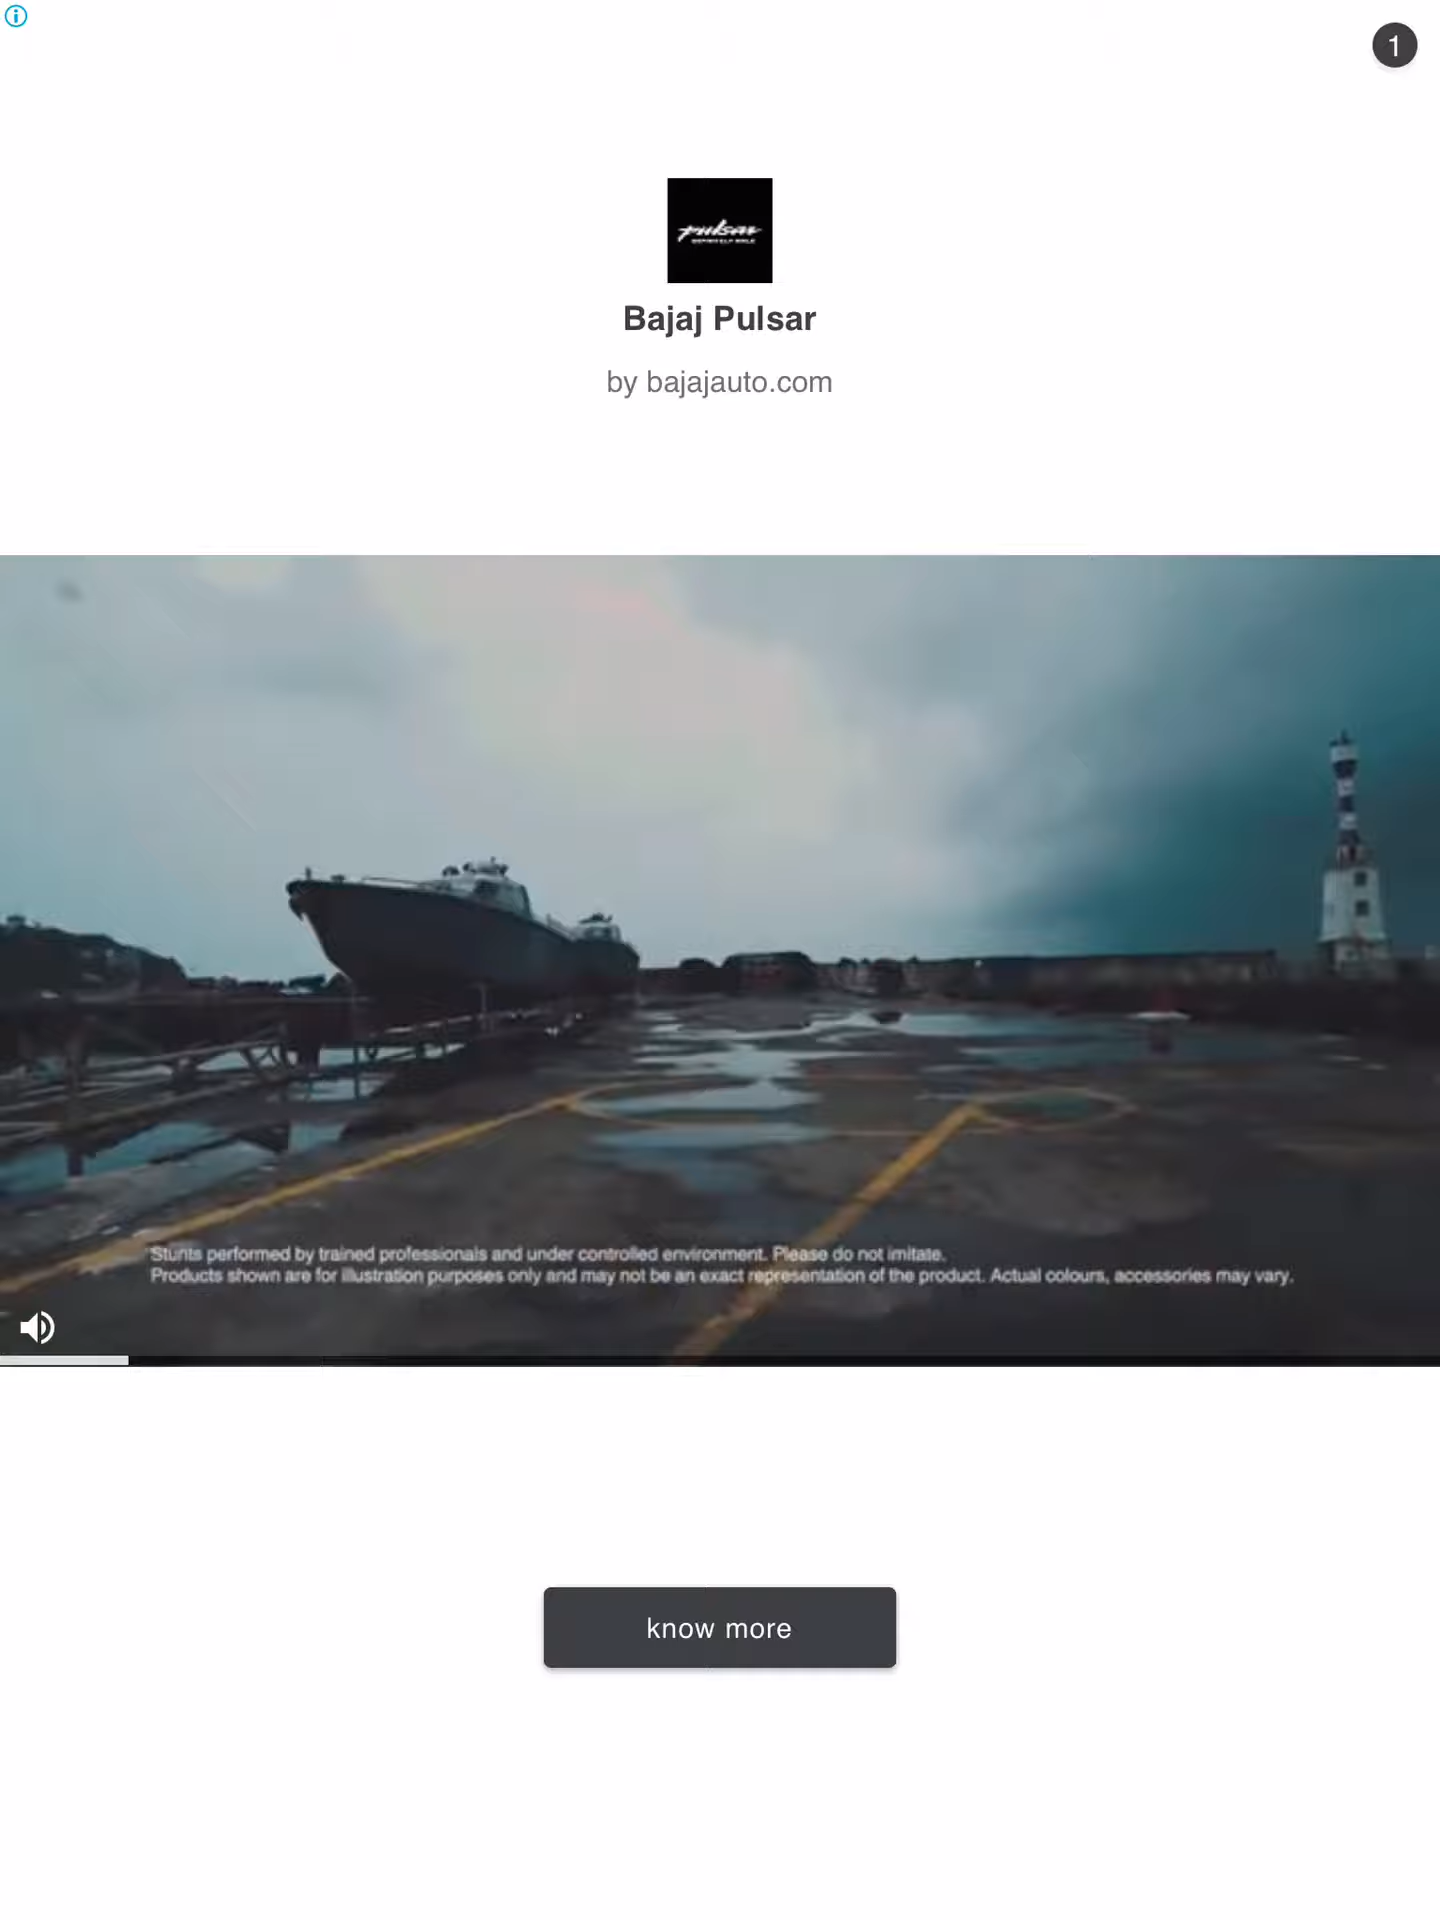 1
pulsar
DEFINITELY MALE
Bajaj Pulsar
by bajajauto.com
*Stunts performed by trained professionals and under controlled environment. Please do not imitate.
Products shown are for illustration purposes only and may not be an exact representation of the product. Actual colours, accessories may vary.
know more